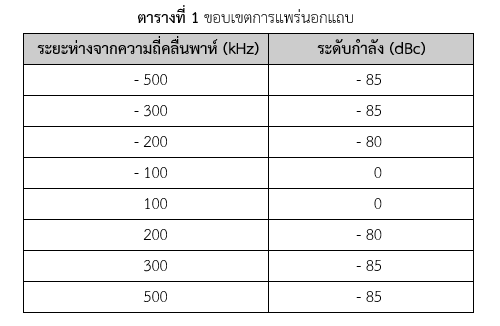 ตารางที่ 1 ขอบเขตการแพร่นอกแถบ
ระยะห่างจากความถี่คลื่นพาห์ (kHz) ระดับกำลัง (dBc)
- 500 - 85
- 300 - 85
- 200 - 80
- 100 0
100 0
200 - 80
300 - 85
500 - 85